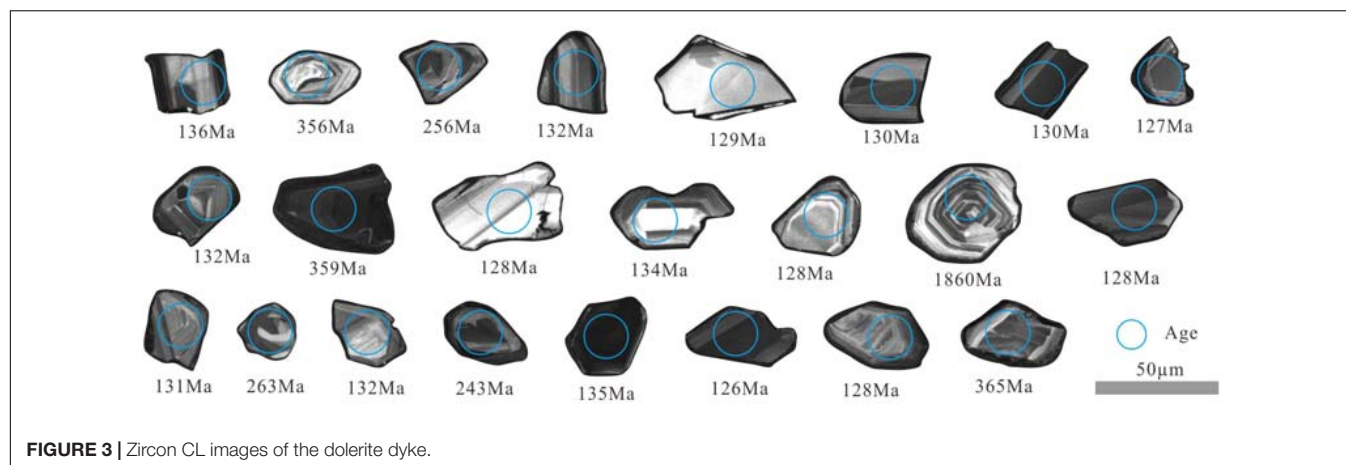 136Ma 356Ma 256Ma 132Ma 129Ma 130Ma 130Ma 127Ma
132Ma 359Ma 128Ma 134Ma 128Ma 1860Ma 128Ma
Age
50μm
131Ma 263Ma 132Ma 243Ma 135Ma 126Ma 128Ma 365Ma
FIGURE 3 | Zircon CL images of the dolerite dyke.